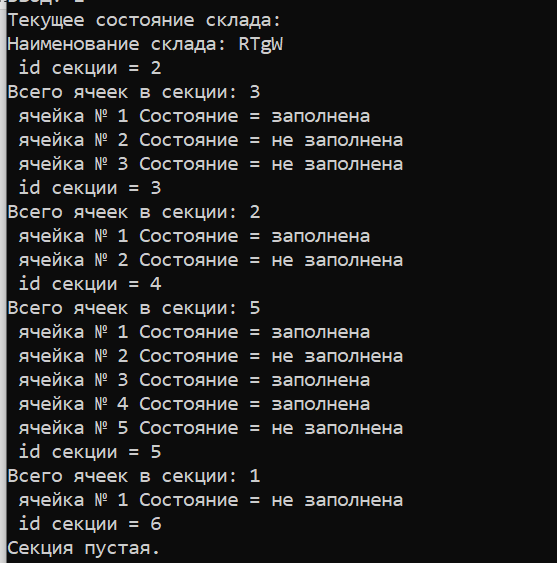 Текущее состояние склада:
Наименование склада: RTgW
id секции = 2
Всего ячеек в секции: 3
ячейка № 1 Состояние = заполнена
ячейка № 2 Состояние = не заполнена
ячейка № 3 Состояние = не заполнена
id секции = 3
Всего ячеек в секции: 2
ячейка № 1 Состояние = заполнена
ячейка № 2 Состояние = не заполнена
id секции = 4
Всего ячеек в секции: 5
ячейка № 1 Состояние = заполнена
ячейка № 2 Состояние = не заполнена
ячейка № 3 Состояние = заполнена
ячейка № 4 Состояние = заполнена
ячейка № 5 Состояние = не заполнена
id секции = 5
Всего ячеек в секции: 1
ячейка № 1 Состояние = не заполнена
id секции = 6
Секция пустая.